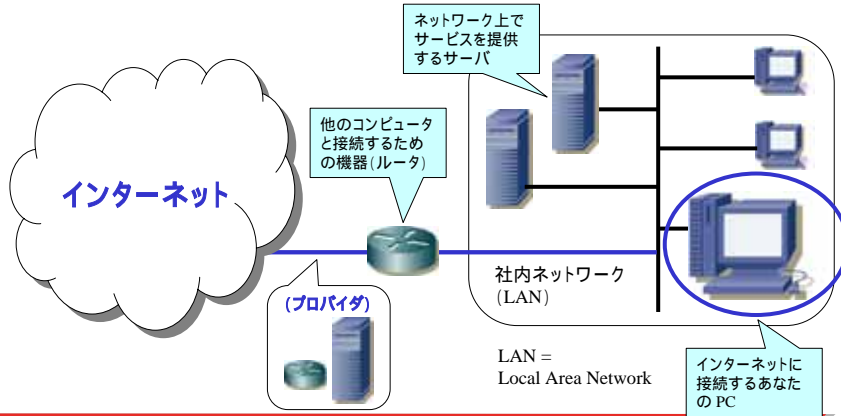 ネットワーク上で
サービスを提供
するサーバ
他のコンピュータ
と接続するため
の機器(ルータ)
インターネット
社内ネットワーク
(LAN)
(プロバイダ)
LAN =
Local Area Network
インターネットに
接続するあなた
の PC